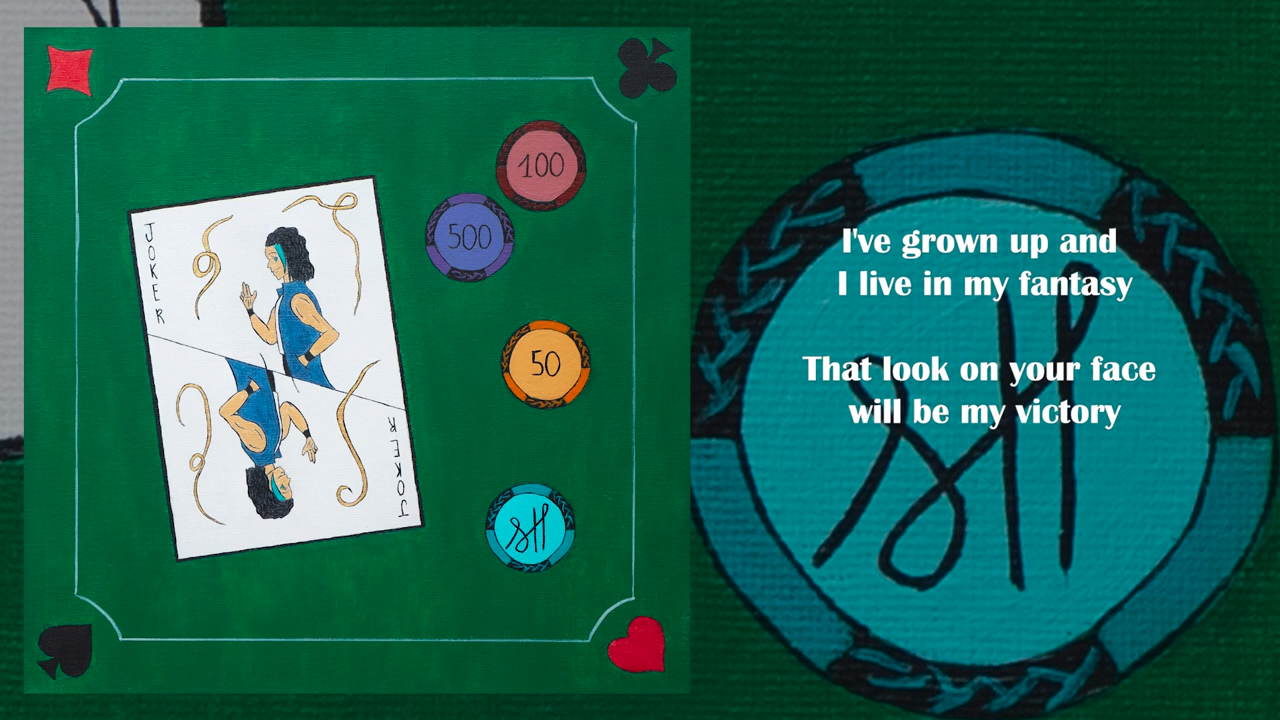 JOKER
JOKER
100
500
50
I've grown up and
I live in my fantasy
That look on your face
will be my victory